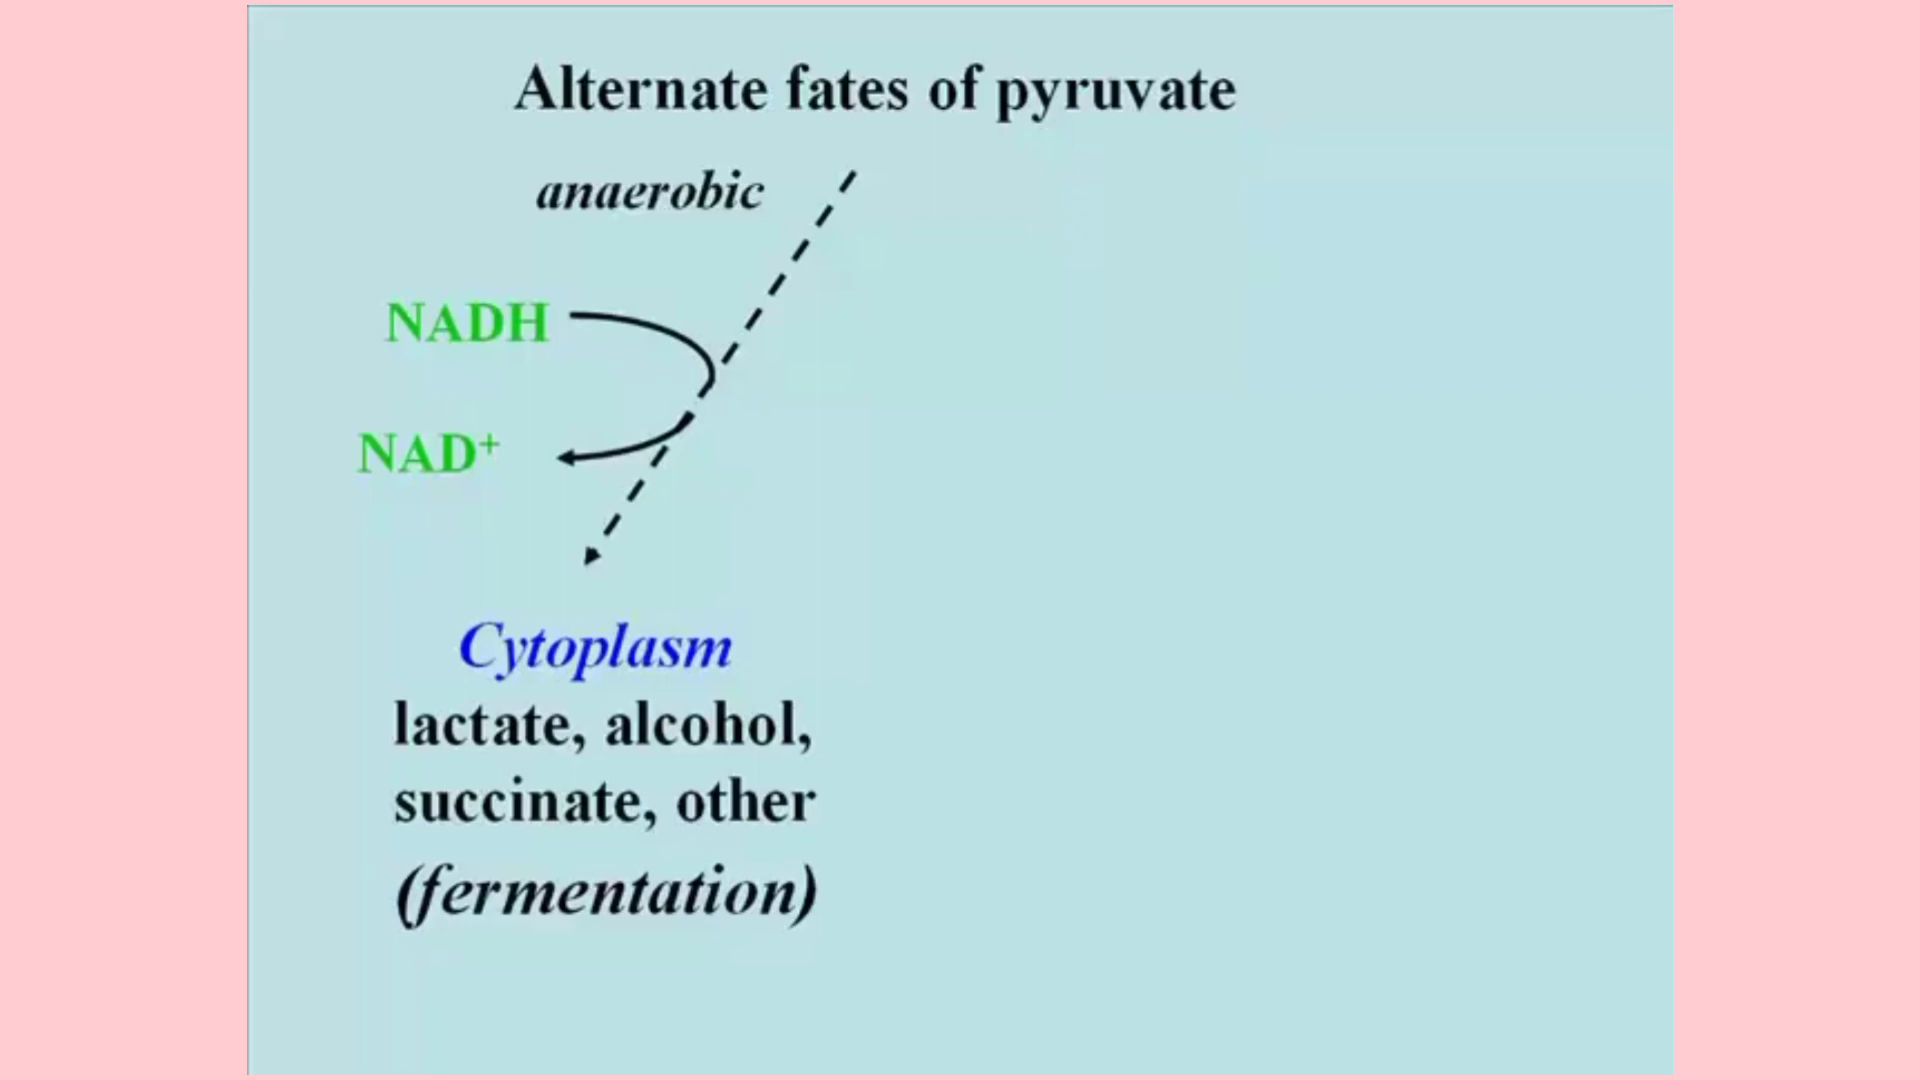 Alternate fates of pyruvate
anaerobic
NADH
NAD⁺
Cytoplasm
lactate, alcohol,
succinate, other
(fermentation)